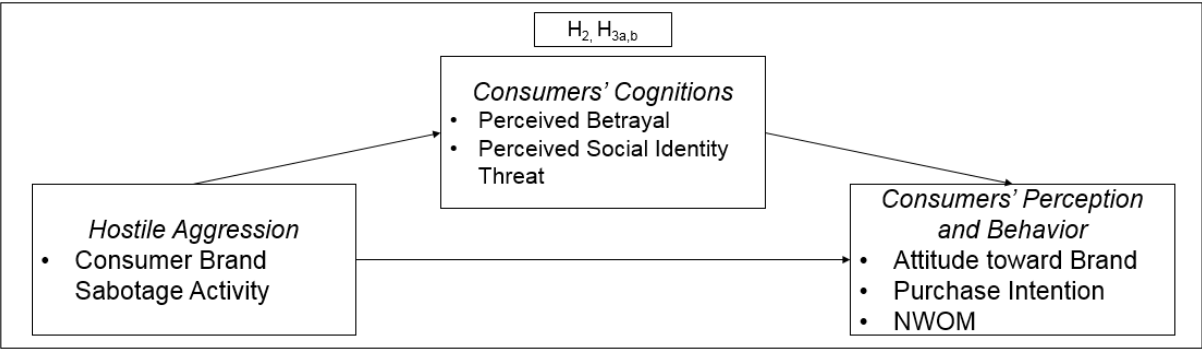 H2, H3a,b
Consumers’ Cognitions
• Perceived Betrayal
• Perceived Social Identity
Threat
Hostile Aggression
• Consumer Brand
Sabotage Activity
Consumers’ Perception
and Behavior
• Attitude toward Brand
• Purchase Intention
• NWOM